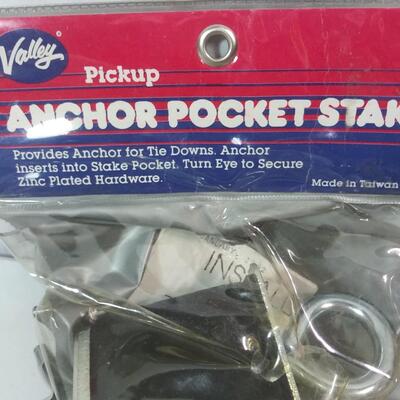 Valley
Pickup
ANCHOR POCKET STAK
Provides Anchor for Tie Downs. Anchor
inserts into Stake Pocket. Turn Eye to Secure
Zinc Plated Hardware.
Made in Taiwan
INSTALL